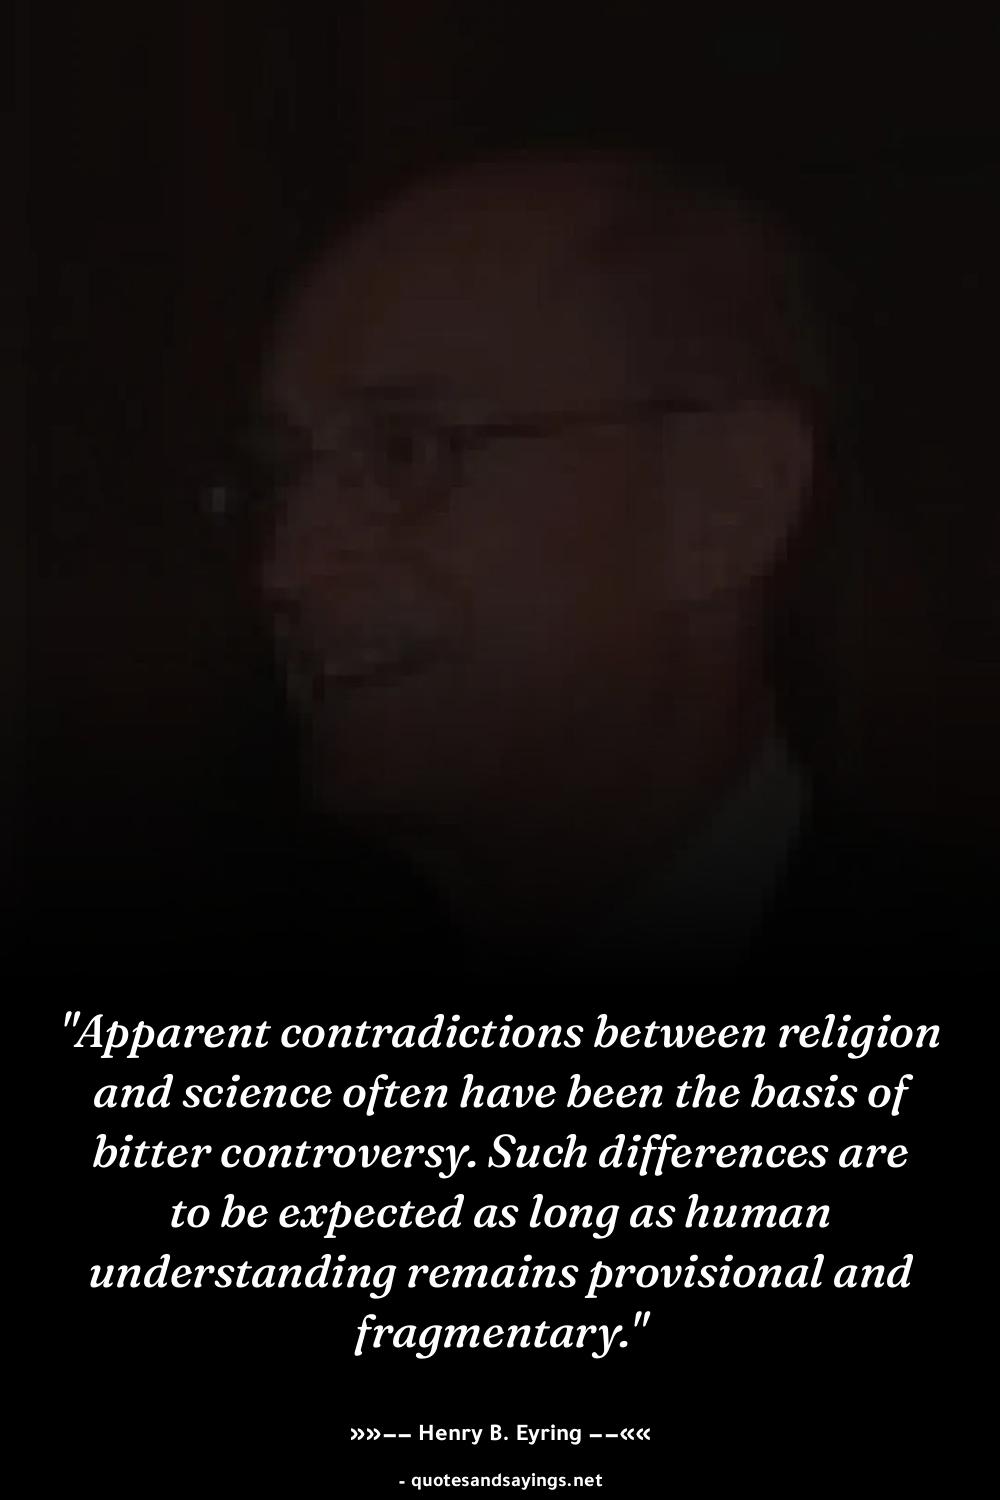 "Apparent contradictions between religion
and science often have been the basis of
bitter controversy. Such differences are
to be expected as long as human
understanding remains provisional and
fragmentary."
»»−− Henry B. Eyring −−««
- quotesandsayings.net